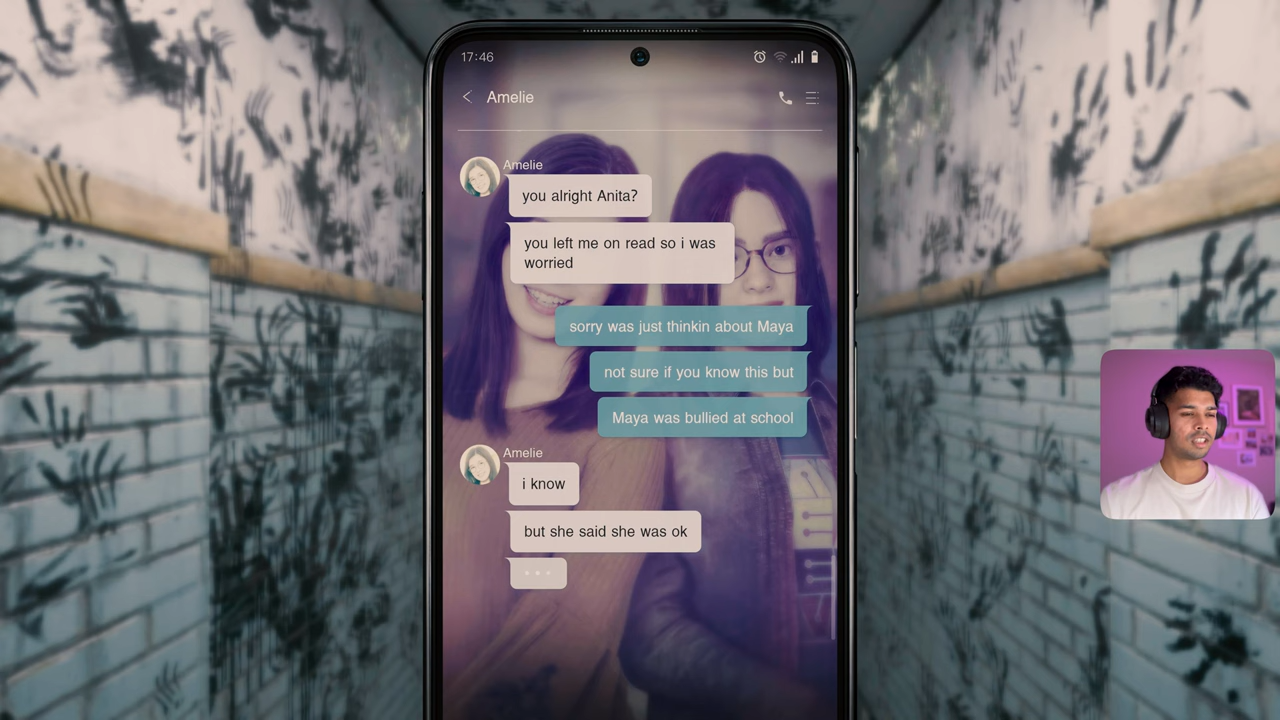 17:46
Amelie
Amelie
you alright Anita?
you left me on read so i was
worried
sorry was just thinkin about Maya
not sure if you know this but
Maya was bullied at school
Amelie
i know
but she said she was ok